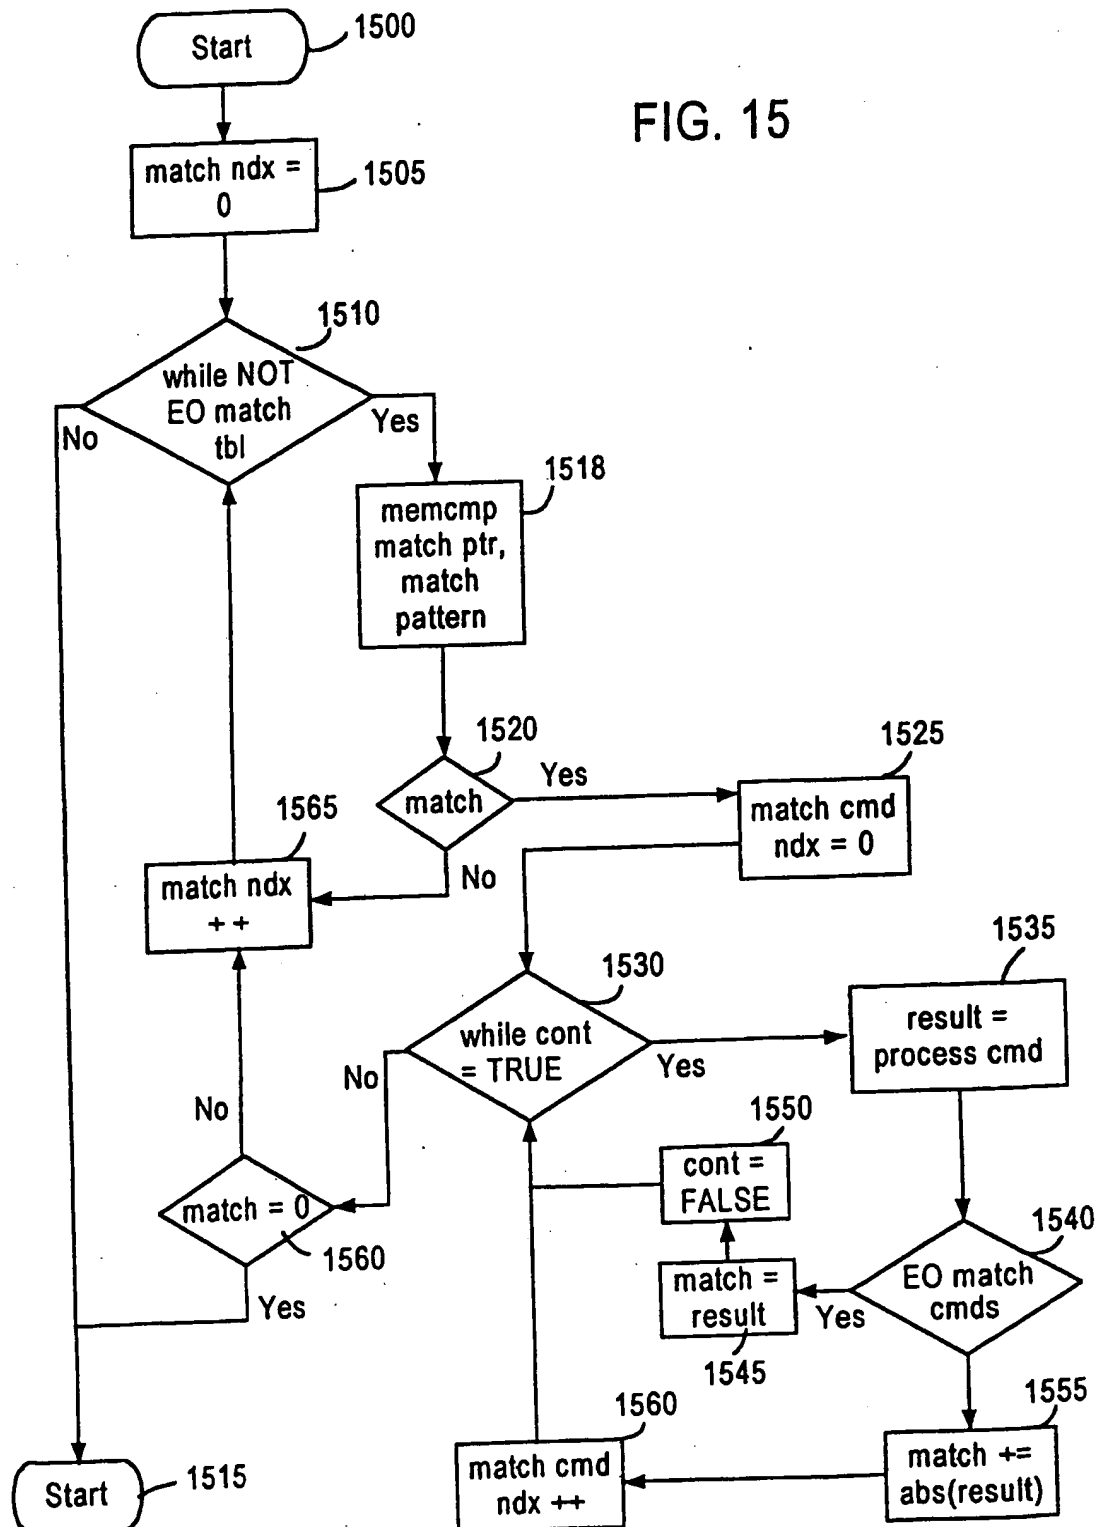 Start
1500
FIG. 15
match ndx =
0
1505
1510
while NOT
EO match
tbl
No
Yes
1518
memcmp
match ptr,
match
pattern
1520
match
Yes
1525
match cmd
ndx = 0
1565
match ndx
++
No
1530
while cont
= TRUE
No
Yes
1535
result =
process cmd
No
1550
cont =
FALSE
match = 0
1560
Yes
1540
EO match
cmds
match =
result
Yes
1545
1560
match cmd
ndx ++
1555
match +=
abs(result)
Start
1515